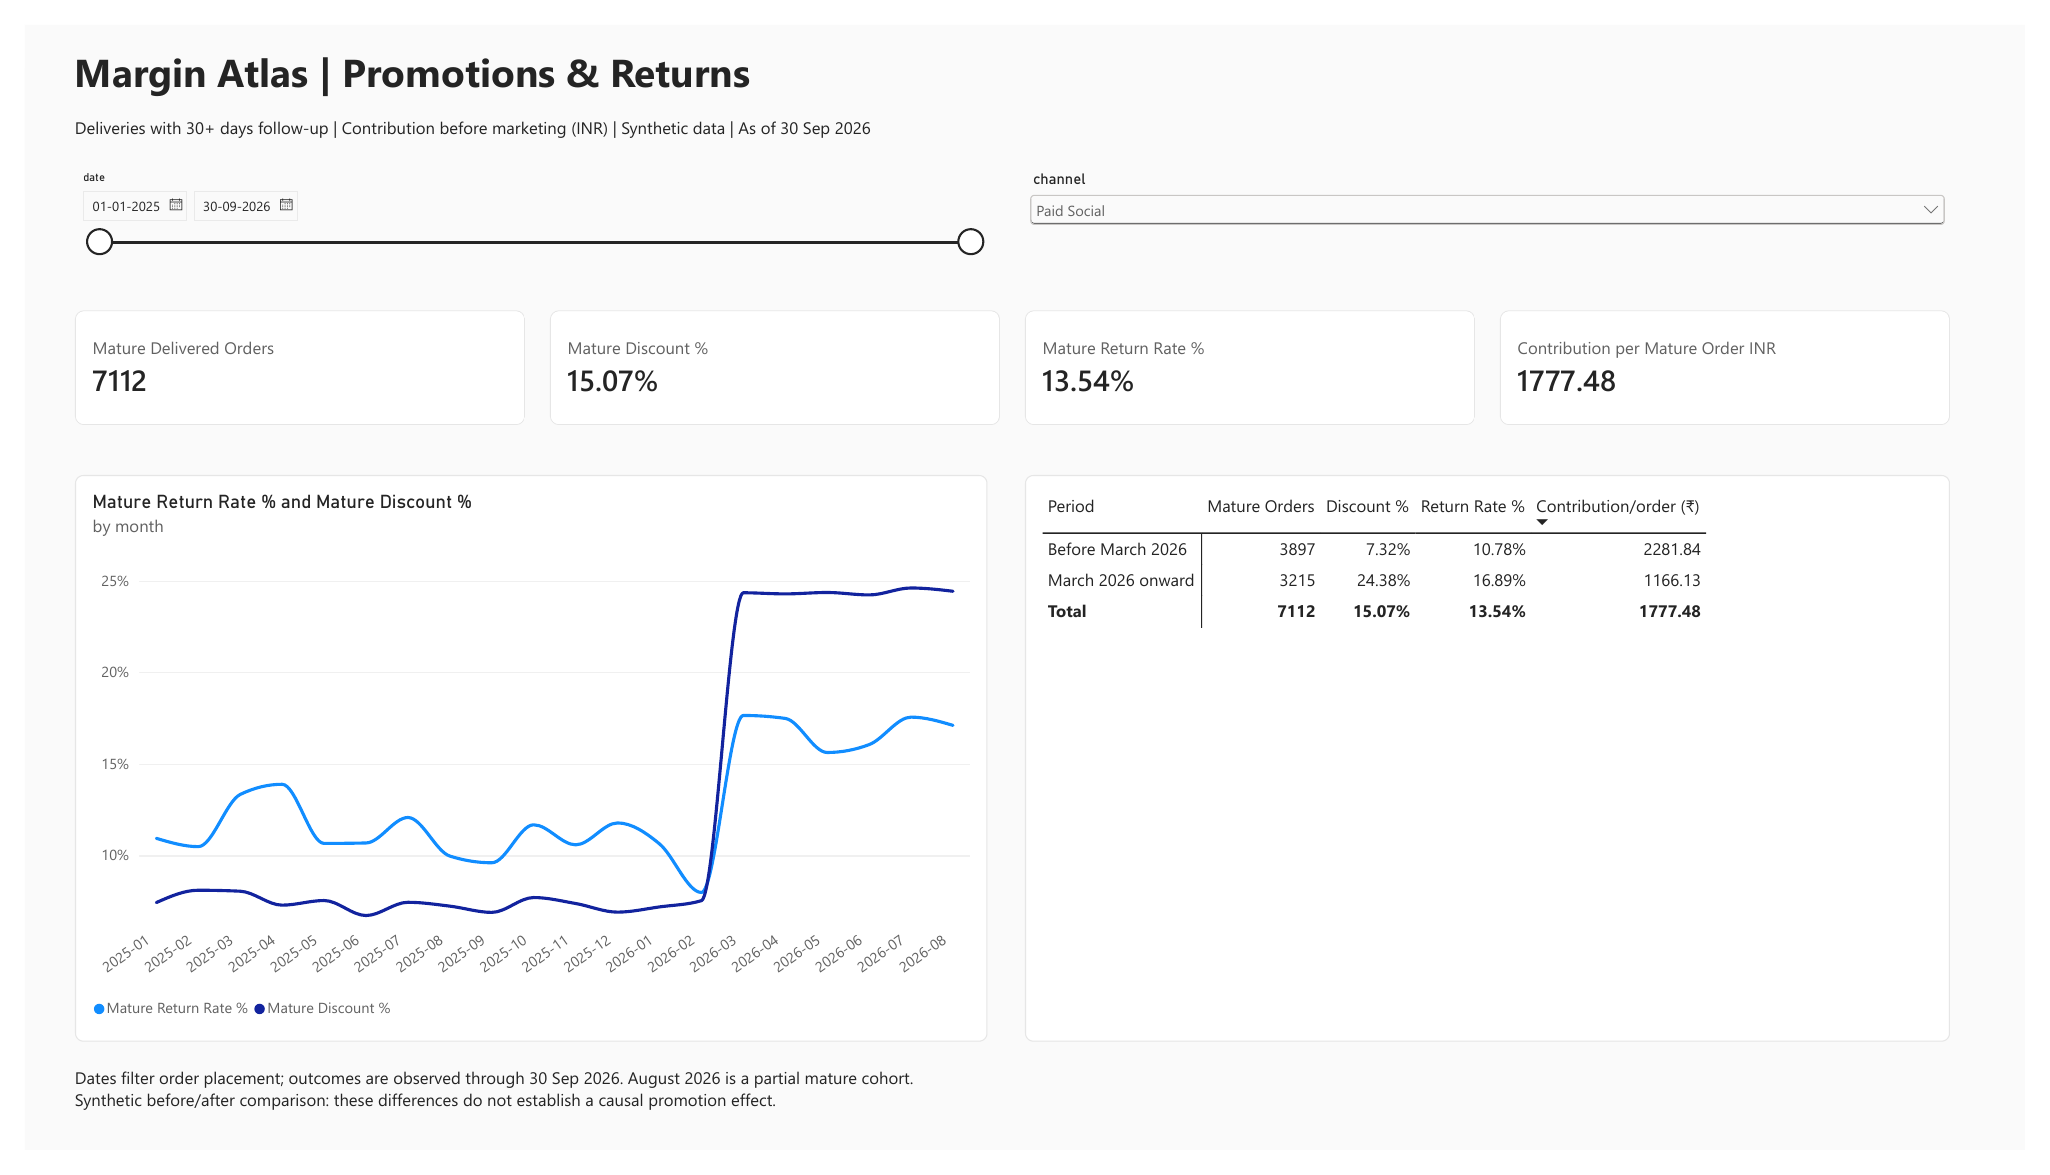 Margin Atlas | Promotions & Returns
Deliveries with 30+ days follow-up | Contribution before marketing (INR) | Synthetic data | As of 30 Sep 2026
date
01-01-2025 30-09-2026
channel
Paid Social
Mature Delivered Orders
7112
Mature Discount %
15.07%
Mature Return Rate %
13.54%
Contribution per Mature Order INR
1777.48
Mature Return Rate % and Mature Discount %
by month
25%
20%
15%
10%
2025-01 2025-02 2025-03 2025-04 2025-05 2025-06 2025-07 2025-08 2025-09 2025-10 2025-11 2025-12 2026-01 2026-02 2026-03 2026-04 2026-05 2026-06 2026-07 2026-08
Mature Return Rate % Mature Discount %
Period Mature Orders Discount % Return Rate % Contribution/order (₹)
Before March 2026 3897 7.32% 10.78% 2281.84
March 2026 onward 3215 24.38% 16.89% 1166.13
Total 7112 15.07% 13.54% 1777.48
Dates filter order placement; outcomes are observed through 30 Sep 2026. August 2026 is a partial mature cohort.
Synthetic before/after comparison: these differences do not establish a causal promotion effect.